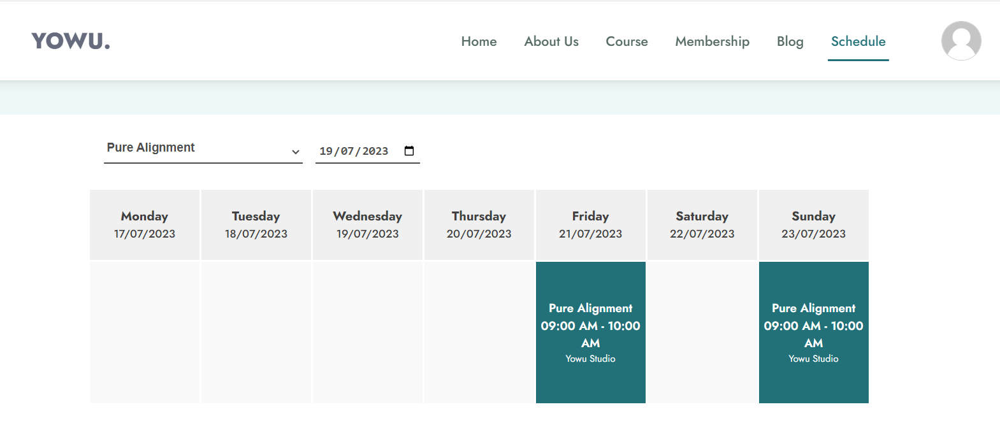 YOWU.
Home About Us Course Membership Blog Schedule
Pure Alignment
19/07/2023
Monday Tuesday Wednesday Thursday Friday Saturday Sunday
17/07/2023 18/07/2023 19/07/2023 20/07/2023 21/07/2023 22/07/2023 23/07/2023
Pure Alignment
09:00 AM - 10:00
AM
Yowu Studio
Pure Alignment
09:00 AM - 10:00
AM
Yowu Studio